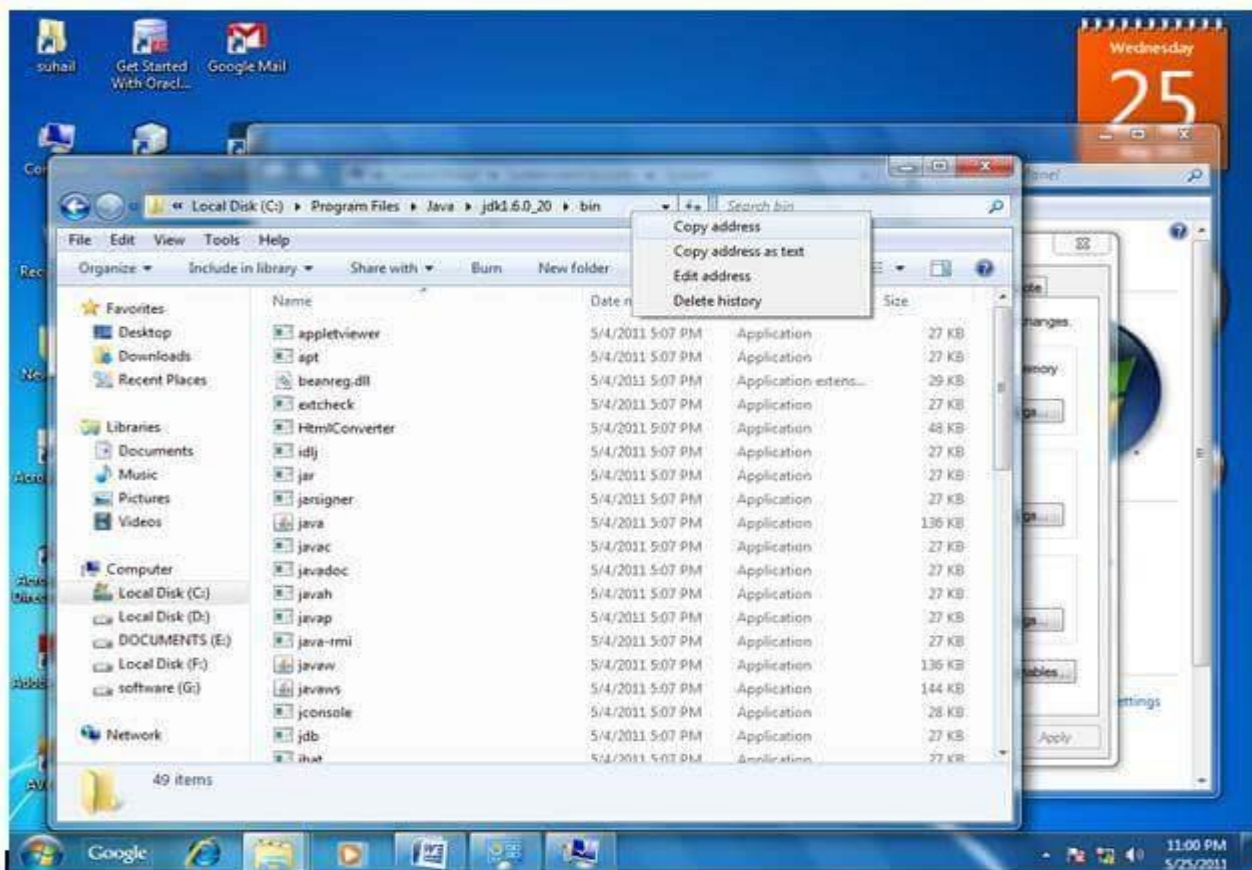 Wednesday
25
suhail
Get Started With Oracl...
Google Mail
Local Disk (C:) ▸ Program Files ▸ Java ▸ jdk1.6.0_20 ▸ bin
Search bin
Copy address
Copy address as text
Edit address
Delete history
File Edit View Tools Help
Organize Include in library Share with Burn New folder
Name Date Size
Favorites
Desktop
Downloads
Recent Places
Libraries
Documents
Music
Pictures
Videos
Computer
Local Disk (C:)
Local Disk (D:)
DOCUMENTS (E:)
Local Disk (F:)
software (G:)
Network
appletviewer 5/4/2011 5:07 PM Application 27 KB
apt 5/4/2011 5:07 PM Application 27 KB
beanreg.dll 5/4/2011 5:07 PM Application extens... 29 KB
extcheck 5/4/2011 5:07 PM Application 27 KB
HtmlConverter 5/4/2011 5:07 PM Application 48 KB
idlj 5/4/2011 5:07 PM Application 27 KB
jar 5/4/2011 5:07 PM Application 27 KB
jarsigner 5/4/2011 5:07 PM Application 27 KB
java 5/4/2011 5:07 PM Application 136 KB
javac 5/4/2011 5:07 PM Application 27 KB
javadoc 5/4/2011 5:07 PM Application 27 KB
javah 5/4/2011 5:07 PM Application 27 KB
javap 5/4/2011 5:07 PM Application 27 KB
java-rmi 5/4/2011 5:07 PM Application 27 KB
javaw 5/4/2011 5:07 PM Application 136 KB
javaws 5/4/2011 5:07 PM Application 144 KB
jconsole 5/4/2011 5:07 PM Application 28 KB
jdb 5/4/2011 5:07 PM Application 27 KB
jhat 5/4/2011 5:07 PM Application 27 KB
49 items
Apply
Google
11:00 PM
5/25/2011